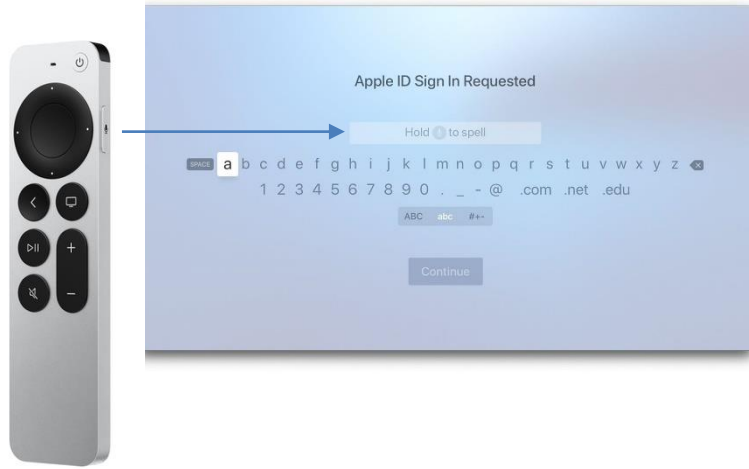 Apple ID Sign In Requested
Hold to spell
SPACE a b c d e f g h i j k l m n o p q r s t u v w x y z
1 2 3 4 5 6 7 8 9 0 . _ - @ .com .net .edu
ABC abc #+-
Continue